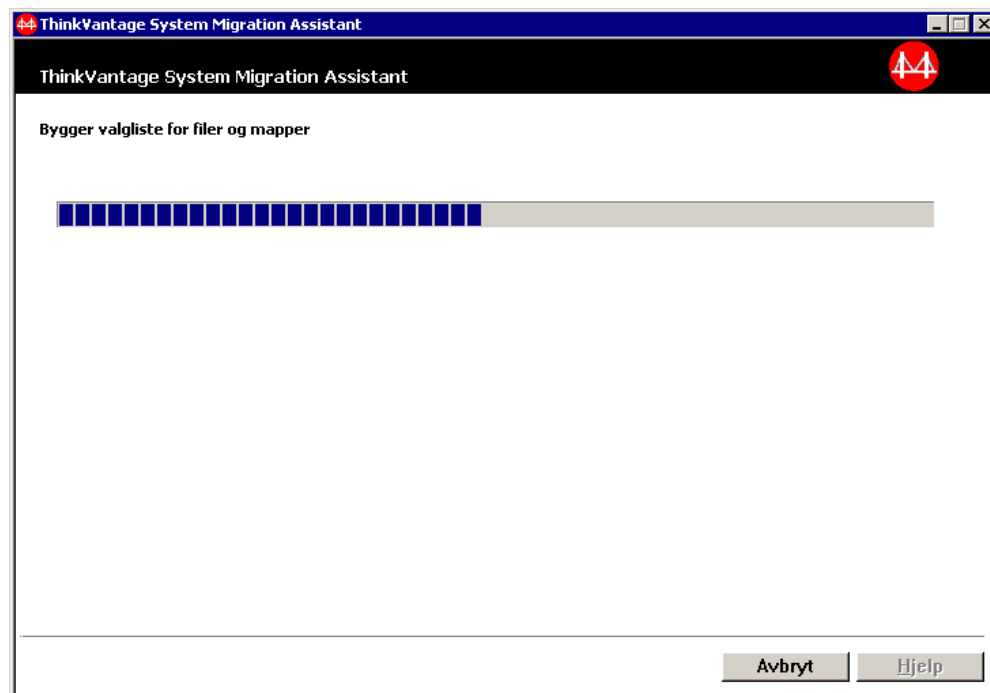 ThinkVantage System Migration Assistant
ThinkVantage System Migration Assistant
Bygger valgliste for filer og mapper
Avbryt
Hjelp